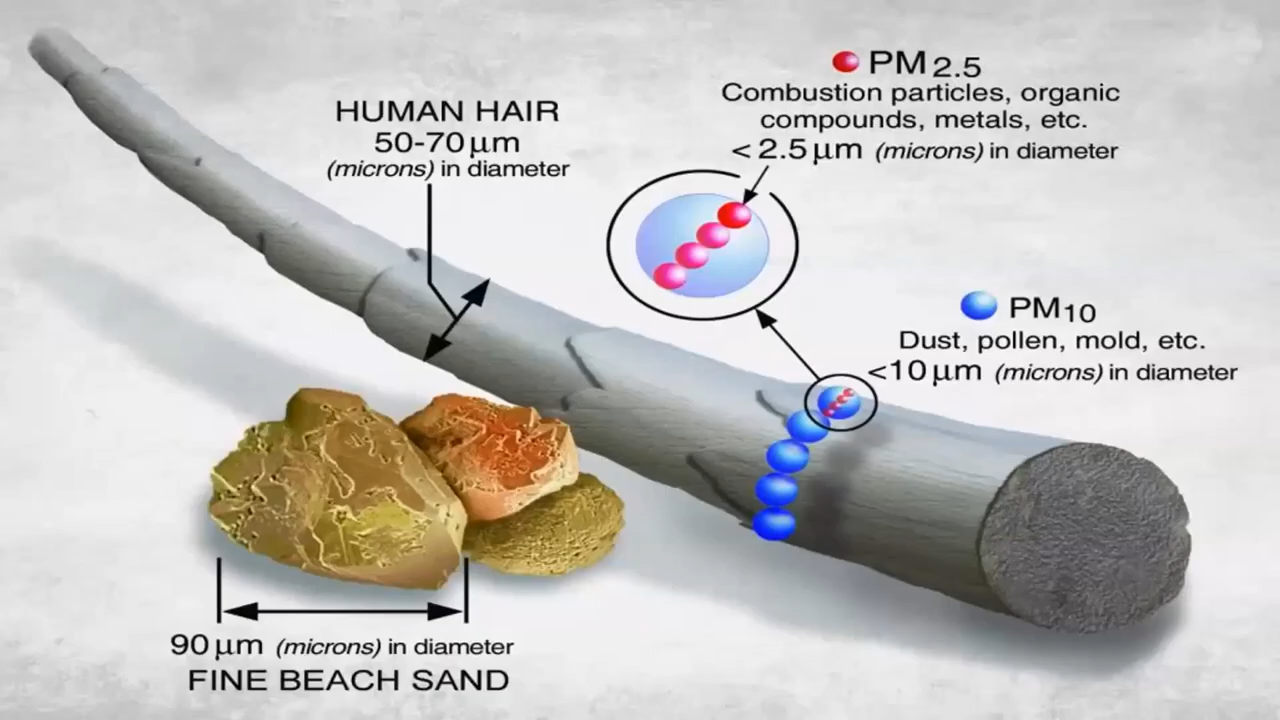 HUMAN HAIR
50-70 μm
(microns) in diameter
PM2.5
Combustion particles, organic
compounds, metals, etc.
< 2.5 μm (microns) in diameter
PM10
Dust, pollen, mold, etc.
<10 μm (microns) in diameter
90 μm (microns) in diameter
FINE BEACH SAND